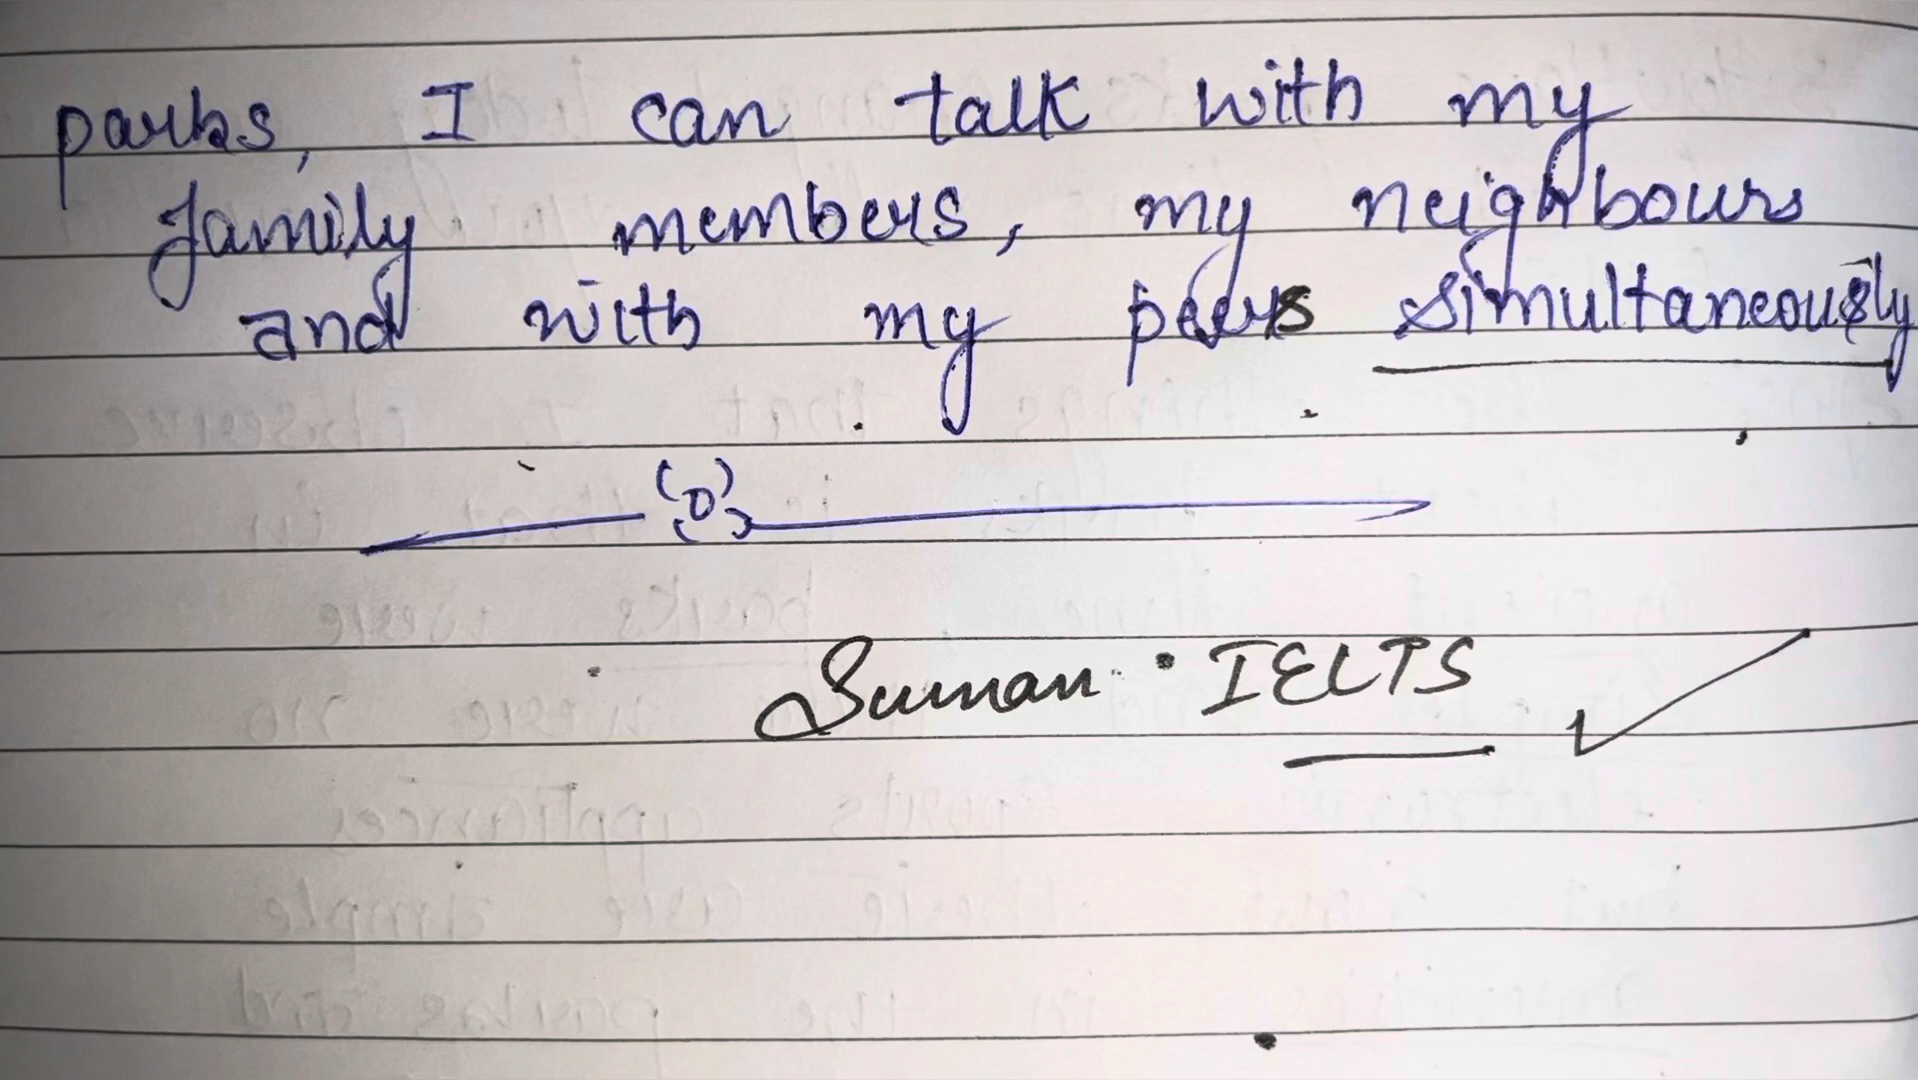 parks, I can talk with my
family members, my neighbours
and with my peers simultaneously
Suman. IELTS